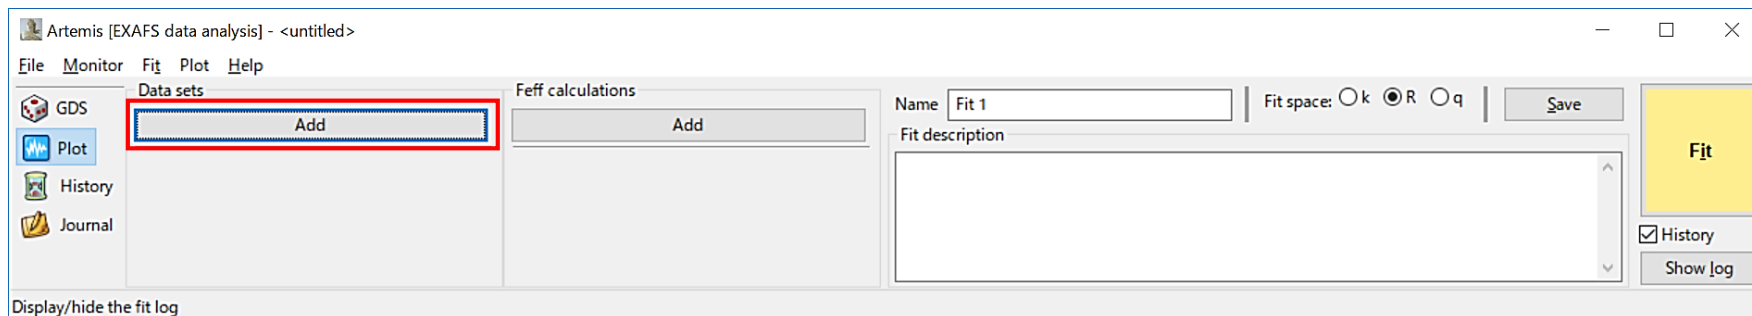 Artemis [EXAFS data analysis] - <untitled>
File Monitor Fit Plot Help
GDS
Plot
History
Journal
Data sets
Add
Feff calculations
Add
Name Fit 1
Fit space: k R q
Save
Fit description
Fit
History
Show log
Display/hide the fit log